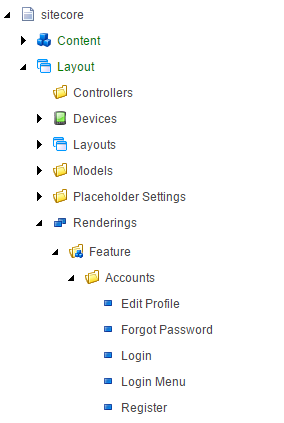 sitecore
Content
Layout
Controllers
Devices
Layouts
Models
Placeholder Settings
Renderings
Feature
Accounts
Edit Profile
Forgot Password
Login
Login Menu
Register